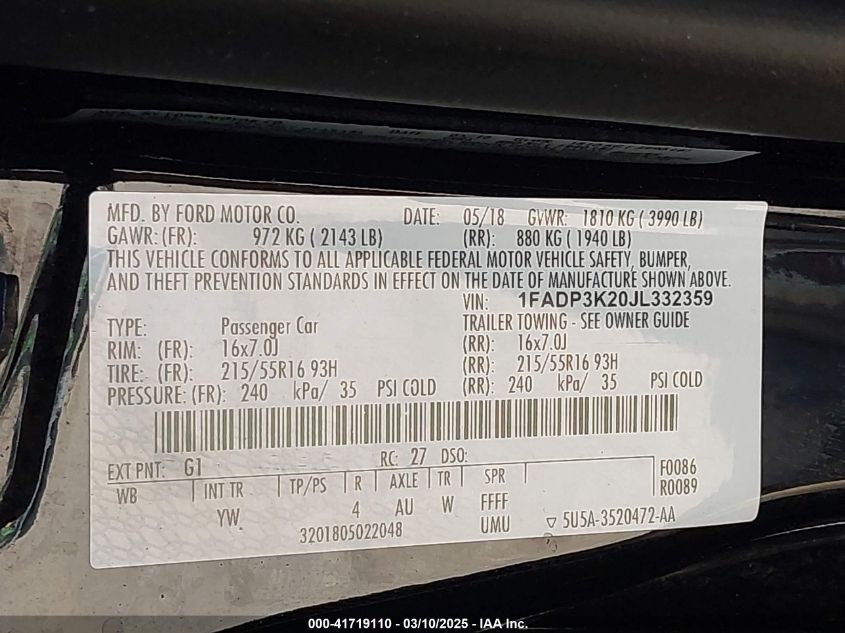 MFD. BY FORD MOTOR CO. DATE: 05/18 GVWR: 1810 KG ( 3990 LB)
GAWR: (FR): 972 KG ( 2143 LB) (RR): 880 KG ( 1940 LB)
THIS VEHICLE CONFORMS TO ALL APPLICABLE FEDERAL MOTOR VEHICLE SAFETY, BUMPER,
AND THEFT PREVENTION STANDARDS IN EFFECT ON THE DATE OF MANUFACTURE SHOWN ABOVE.
VIN: 1FADP3K20JL332359
TYPE: Passenger Car TRAILER TOWING - SEE OWNER GUIDE
RIM: (FR): 16x7.0J (RR): 16x7.0J
TIRE: (FR): 215/55R16 93H (RR): 215/55R16 93H
PRESSURE: (FR): 240 kPa/ 35 PSI COLD (RR): 240 kPa/ 35 PSI COLD
EXT PNT: G1 RC: 27 DSO: F0086
WB INT TR TP/PS R AXLE TR SPR R0089
YW 4 AU W FFFF
3201805022048 UMU ▽ 5U5A-3520472-AA
000-41719110 — 03/10/2025 — IAA Inc.